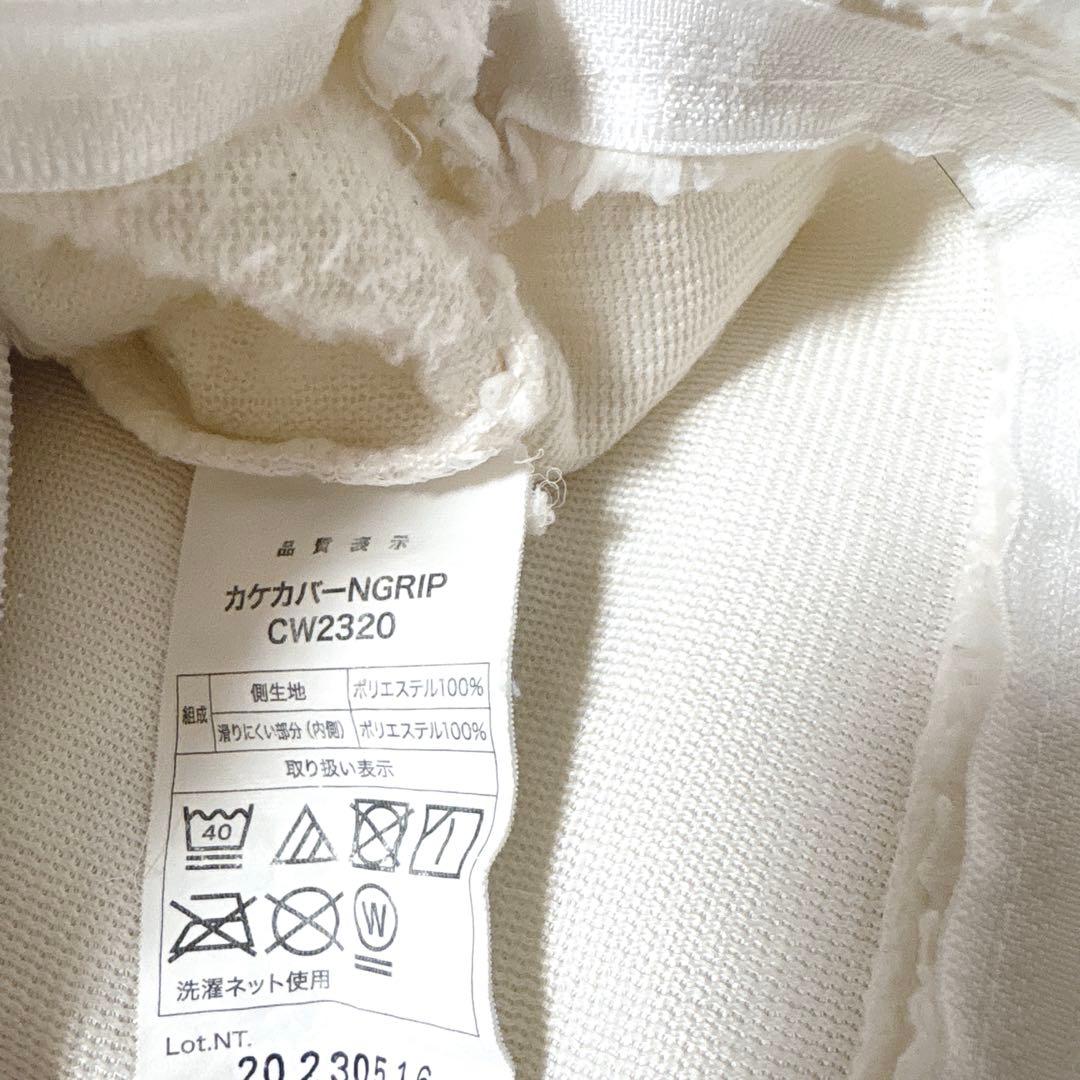 品質表示
カケカバーNGRIP
CW2320
組成 側生地 ポリエステル100%
滑りにくい部分(内側) ポリエステル100%
取り扱い表示
40
W
洗濯ネット使用
Lot.NT.
20230516